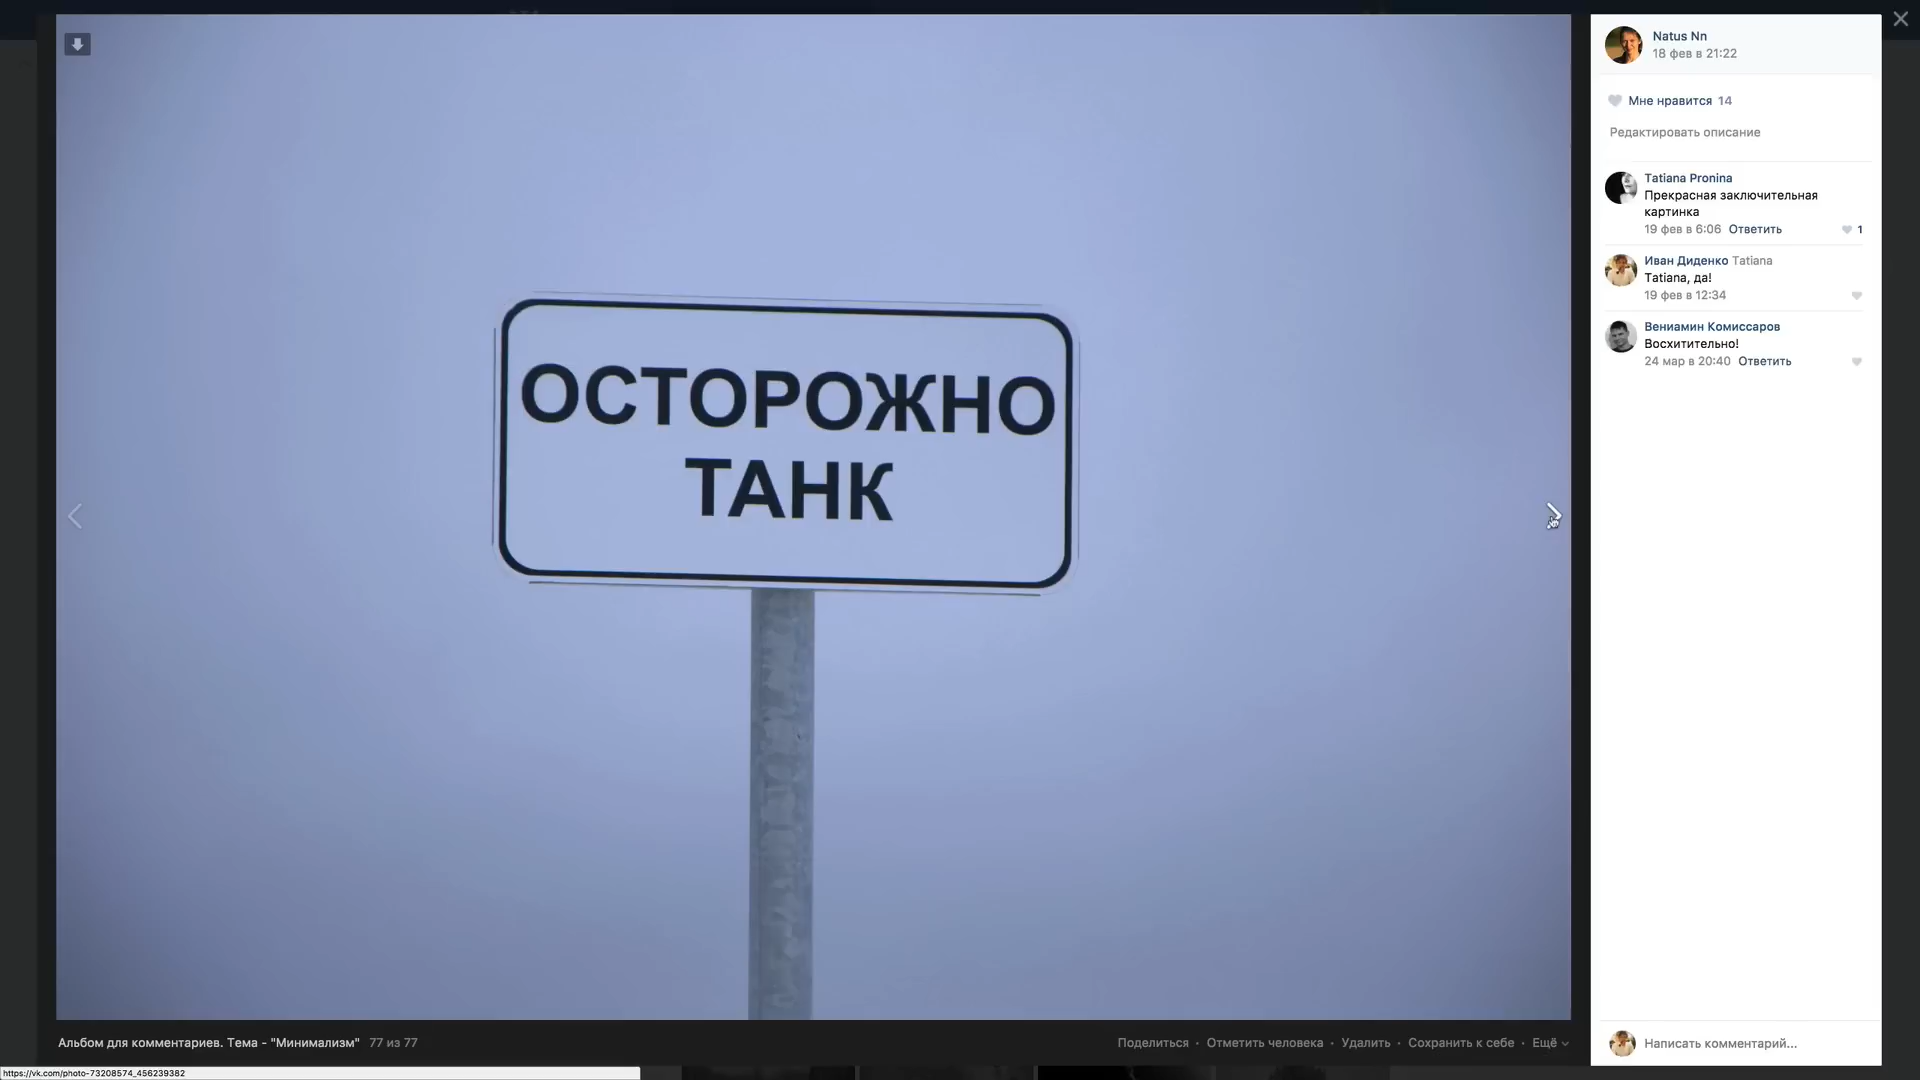 Natus Nn
18 фев в 21:22
Мне нравится 14
Редактировать описание
Tatiana Pronina
Прекрасная заключительная
картинка
19 фев в 6:06 Ответить 1
Иван Диденко Tatiana
Tatiana, да!
19 фев в 12:34
Вениамин Комиссаров
Восхитительно!
24 мар в 20:40 Ответить
ОСТОРОЖНО
ТАНК
Альбом для комментариев. Тема - "Минимализм" 77 из 77
Поделиться · Отметить человека · Удалить · Сохранить к себе · Ещё
Написать комментарий...
https://vk.com/photo-73208574_456239382